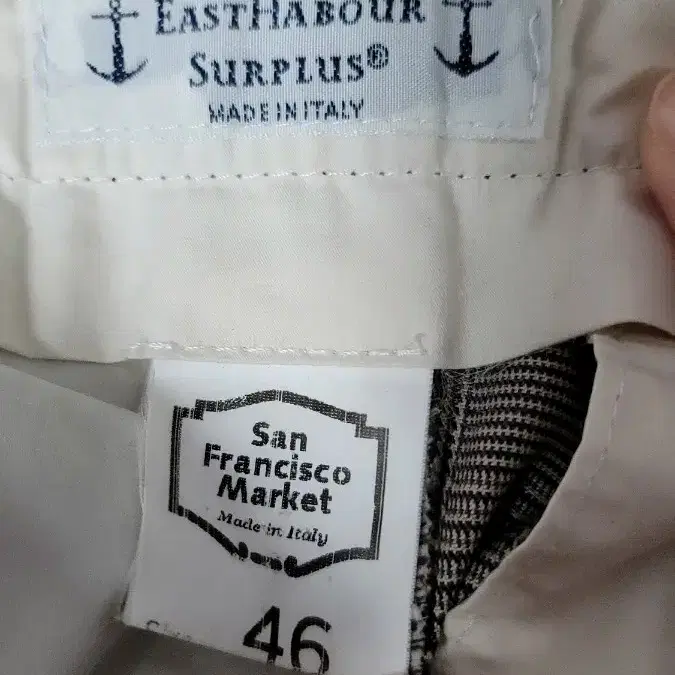 EASTHABOUR
SURPLUS®
MADE IN ITALY
San
Francisco
Market
Made in Italy
46